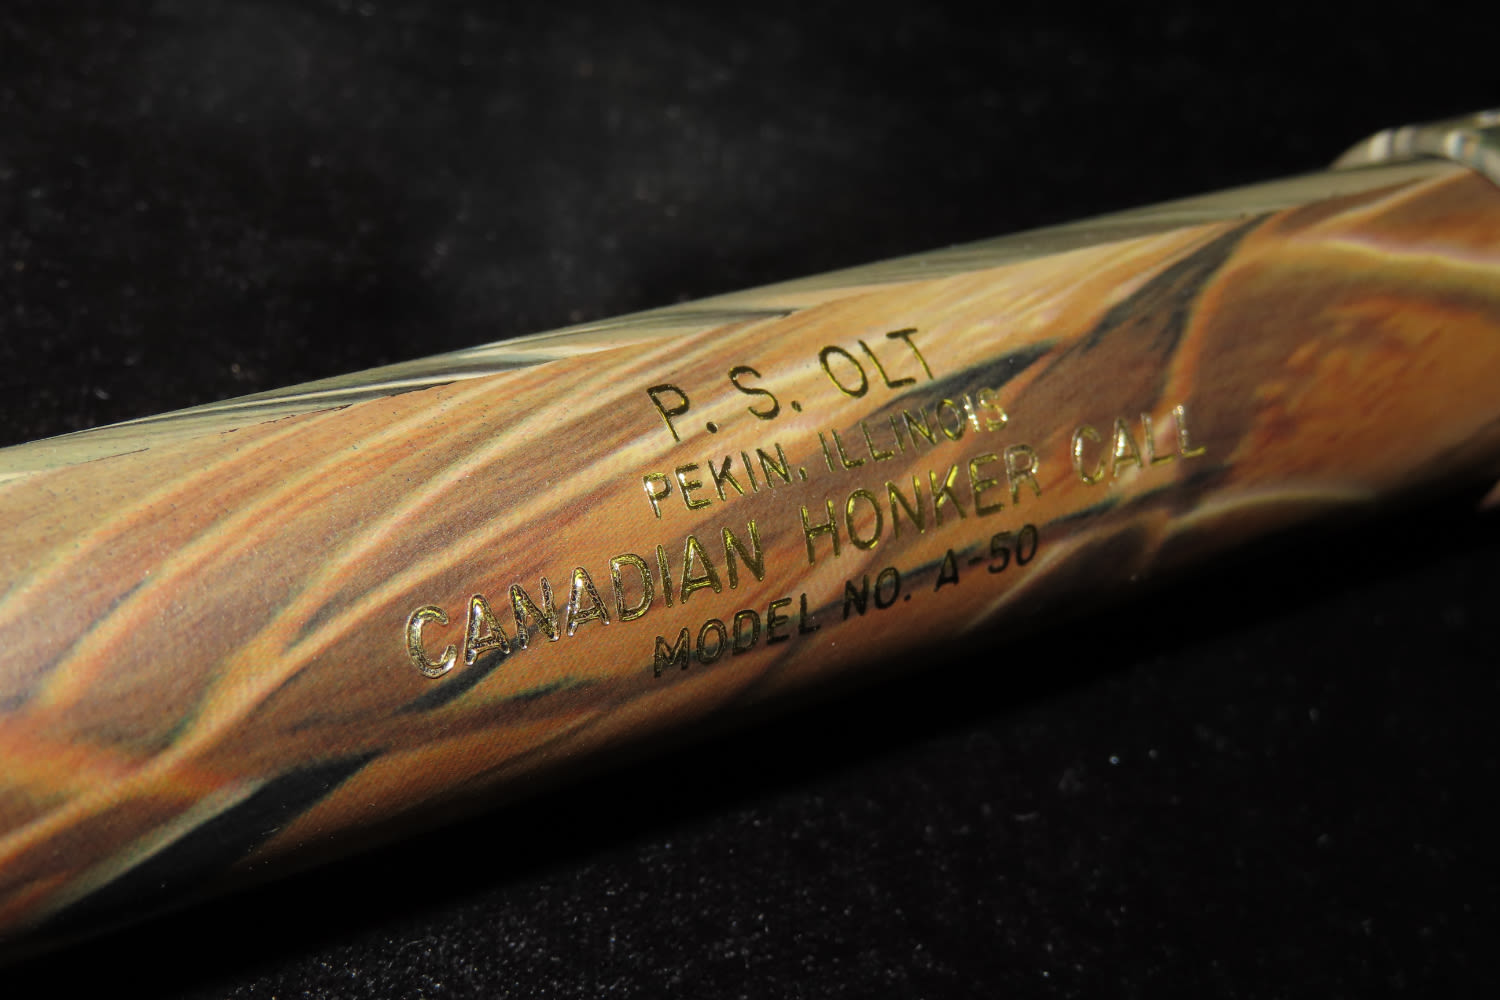 P. S. OLT
PEKIN, ILLINOIS
CANADIAN HONKER CALL
MODEL NO. A-50